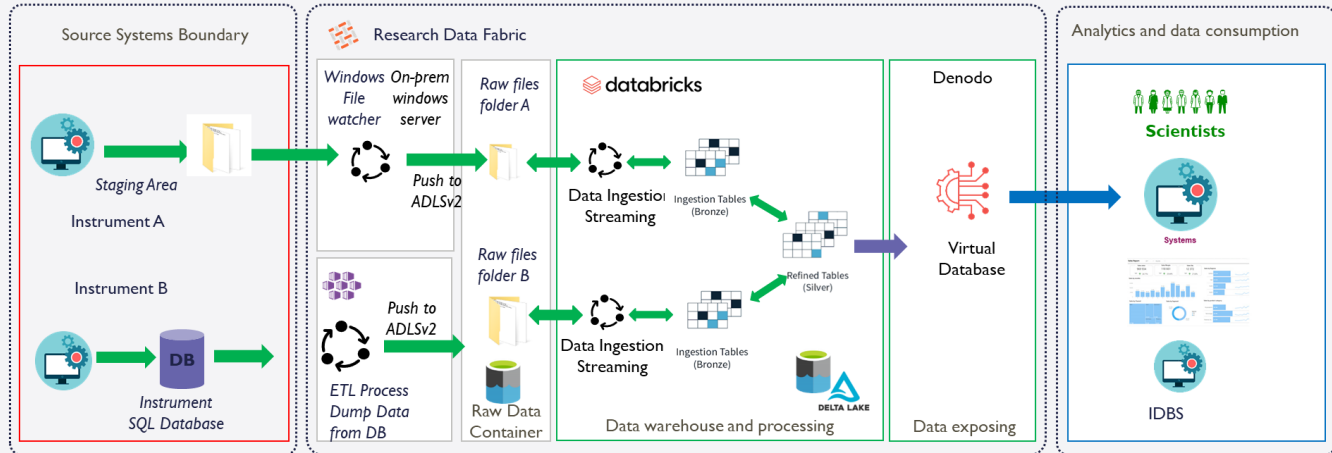 Source Systems Boundary
Staging Area
Instrument A
Instrument B
DB
Instrument
SQL Database
Research Data Fabric
Windows
File
watcher
On-prem
windows
server
Push to
ADLSv2
Push to
ADLSv2
ETL Process
Dump Data
from DB
Raw files
folder A
Raw files
folder B
Raw Data
Container
databricks
Data Ingestion
Streaming
Ingestion Tables
(Bronze)
Refined Tables
(Silver)
Data Ingestion
Streaming
Ingestion Tables
(Bronze)
DELTA LAKE
Data warehouse and processing
Denodo
Virtual
Database
Data exposing
Analytics and data consumption
Scientists
Systems
IDBS